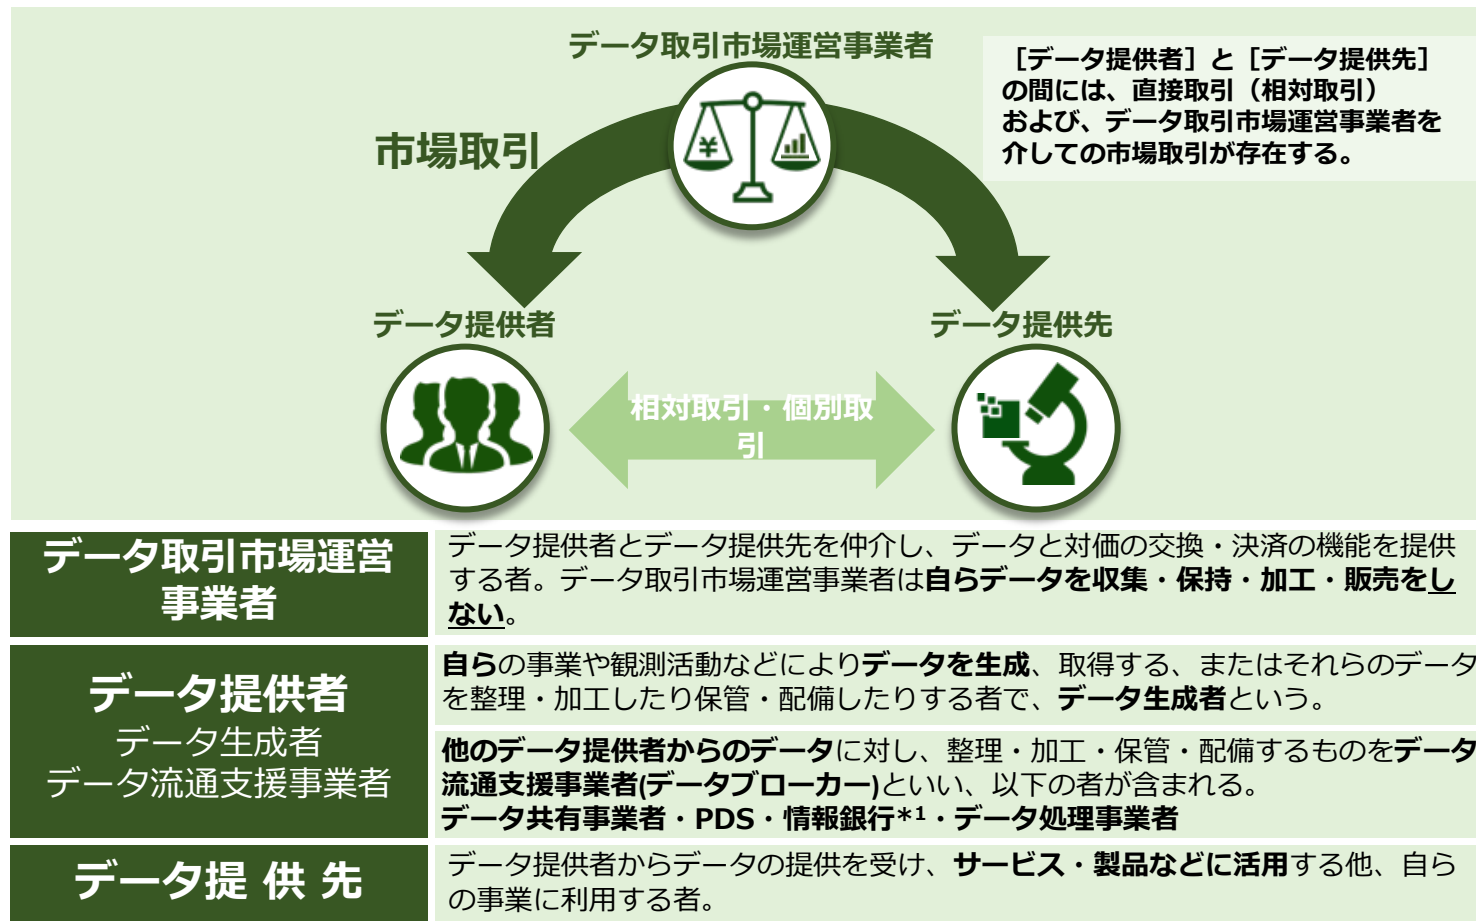 データ取引市場運営事業者
［データ提供者］と［データ提供先］
の間には、直接取引（相対取引）
および、データ取引市場運営事業者を
介しての市場取引が存在する。
市場取引
¥
データ提供者
データ提供先
相対取引・個別取
引
データ取引市場運営
事業者
データ提供者とデータ提供先を仲介し、データと対価の交換・決済の機能を提供
する者。データ取引市場運営事業者は自らデータを収集・保持・加工・販売をし
ない。
データ提供者
データ生成者
データ流通支援事業者
自らの事業や観測活動などによりデータを生成、取得する、またはそれらのデータ
を整理・加工したり保管・配備したりする者で、データ生成者という。
他のデータ提供者からのデータに対し、整理・加工・保管・配備するものをデータ
流通支援事業者(データブローカー)といい、以下の者が含まれる。
データ共有事業者・PDS・情報銀行*1・データ処理事業者
データ提 供 先
データ提供者からデータの提供を受け、サービス・製品などに活用する他、自ら
の事業に利用する者。